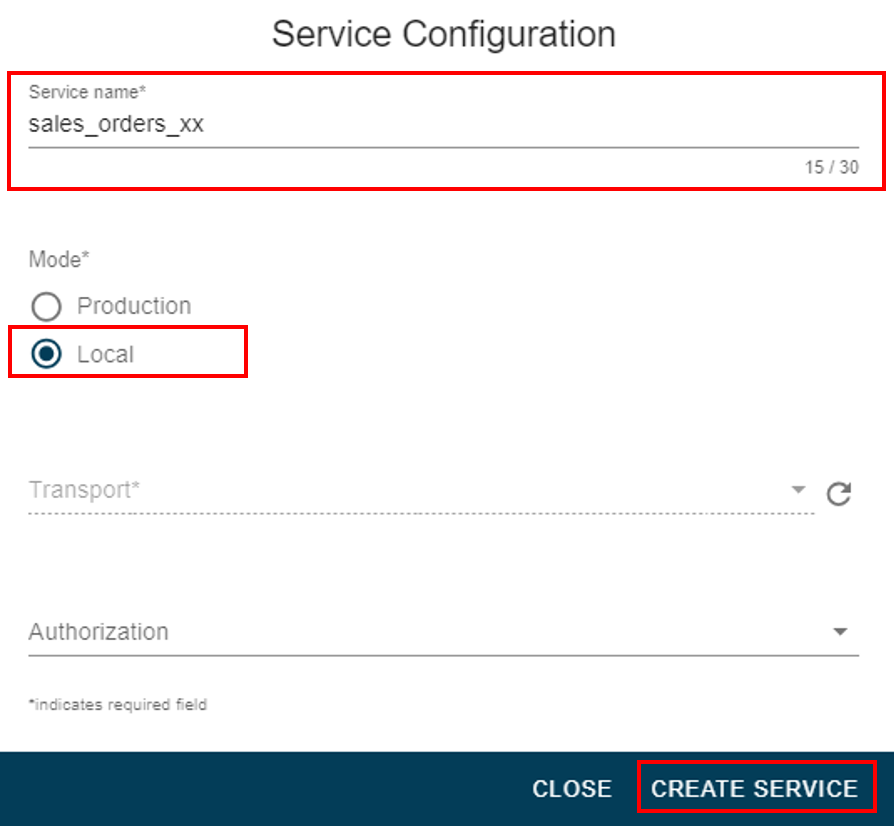 Service Configuration
Service name*
sales_orders_xx
15 / 30
Mode*
Production
Local
Transport*
Authorization
*indicates required field
CLOSE CREATE SERVICE